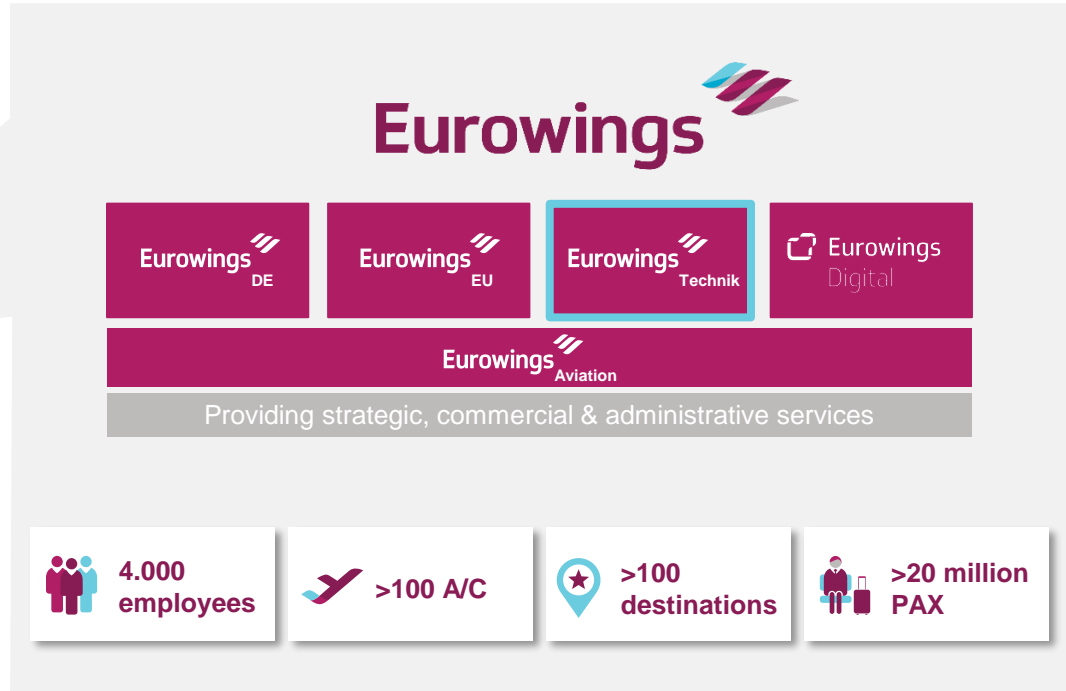 Eurowings
Eurowings
DE
Eurowings
EU
Eurowings
Technik
Eurowings
Digital
Eurowings
Aviation
Providing strategic, commercial & administrative services
4.000
employees
>100 A/C
>100
destinations
>20 million
PAX